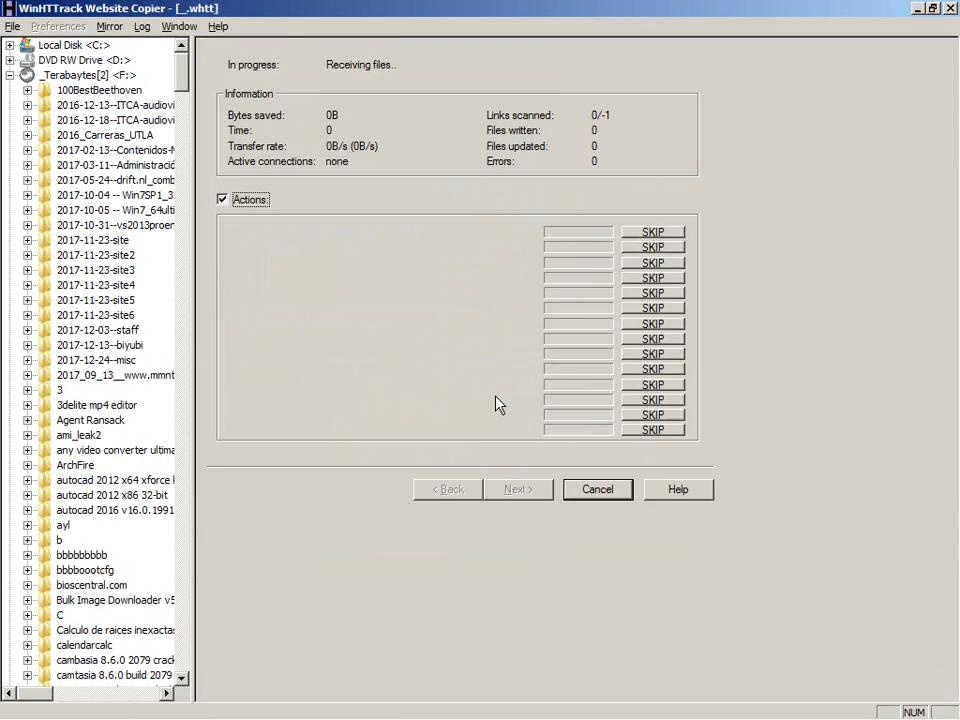 WinHTTrack Website Copier - [_.whtt]
File Preferences Mirror Log Window Help
Local Disk <C:>
DVD RW Drive <D:>
_Terabaytes[2] <F:>
100BestBeethoven
2016-12-13--ITCA-audiovi
2016-12-18--ITCA-audiovi
2016_Carreras_UTLA
2017-02-13--Contenidos-M
2017-03-11--Administració
2017-05-24--drift.nl_comb
2017-10-04 -- Win7SP1_3
2017-10-05 -- Win7_64ulti
2017-10-31--vs2013proen
2017-11-23-site
2017-11-23-site2
2017-11-23-site3
2017-11-23-site4
2017-11-23-site5
2017-11-23-site6
2017-12-03--staff
2017-12-13--biyubi
2017-12-24--misc
2017_09_13__www.mmnt
3
3delite mp4 editor
Agent Ransack
ami_leak2
any video converter ultima
ArchFire
autocad 2012 x64 xforce k
autocad 2012 x86 32-bit
autocad 2016 v16.0.1991
ayl
b
bbbbbbbbb
bbbboootcfg
bioscentral.com
Bulk Image Downloader v5
C
Calculo de raices inexactas
calendarcalc
cambasia 8.6.0 2079 crack
camtasia 8.6.0 build 2079
In progress: Receiving files..
Information
Bytes saved: 0B Links scanned: 0/-1
Time: 0 Files written: 0
Transfer rate: 0B/s (0B/s) Files updated: 0
Active connections: none Errors: 0
Actions:
SKIP
SKIP
SKIP
SKIP
SKIP
SKIP
SKIP
SKIP
SKIP
SKIP
SKIP
SKIP
SKIP
SKIP
< Back Next > Cancel Help
NUM